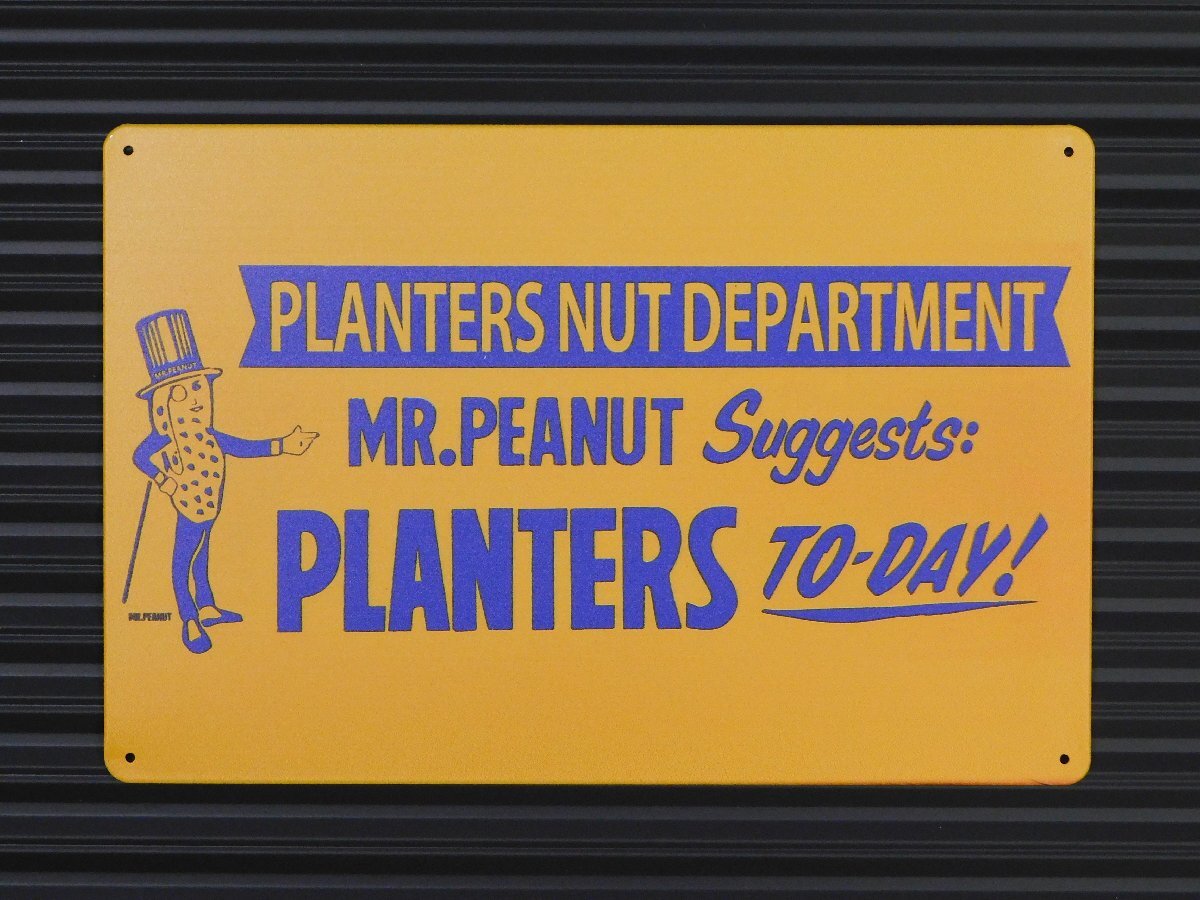 PLANTERS NUT DEPARTMENT
MR. PEANUT
MR.PEANUT Suggests:
PLANTERS TO-DAY!
MR.PEANUT